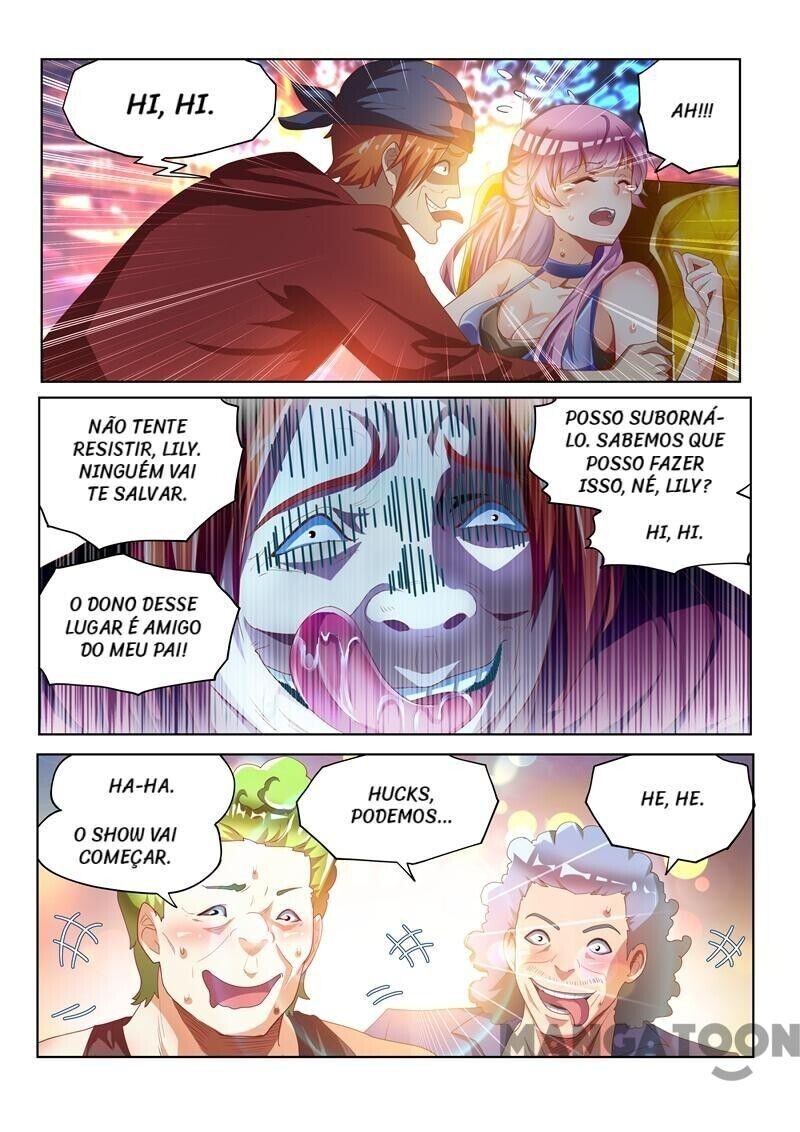 HI, HI.
AH!!!
NÃO TENTE
RESISTIR, LILY.
NINGUÉM VAI
TE SALVAR.
POSSO SUBORNÁ-
LO. SABEMOS QUE
POSSO FAZER
ISSO, NÉ, LILY?
HI, HI.
O DONO DESSE
LUGAR É AMIGO
DO MEU PAI!
HA-HA.
O SHOW VAI
COMEÇAR.
HUCKS,
PODEMOS...
HE, HE.
MANGATOON